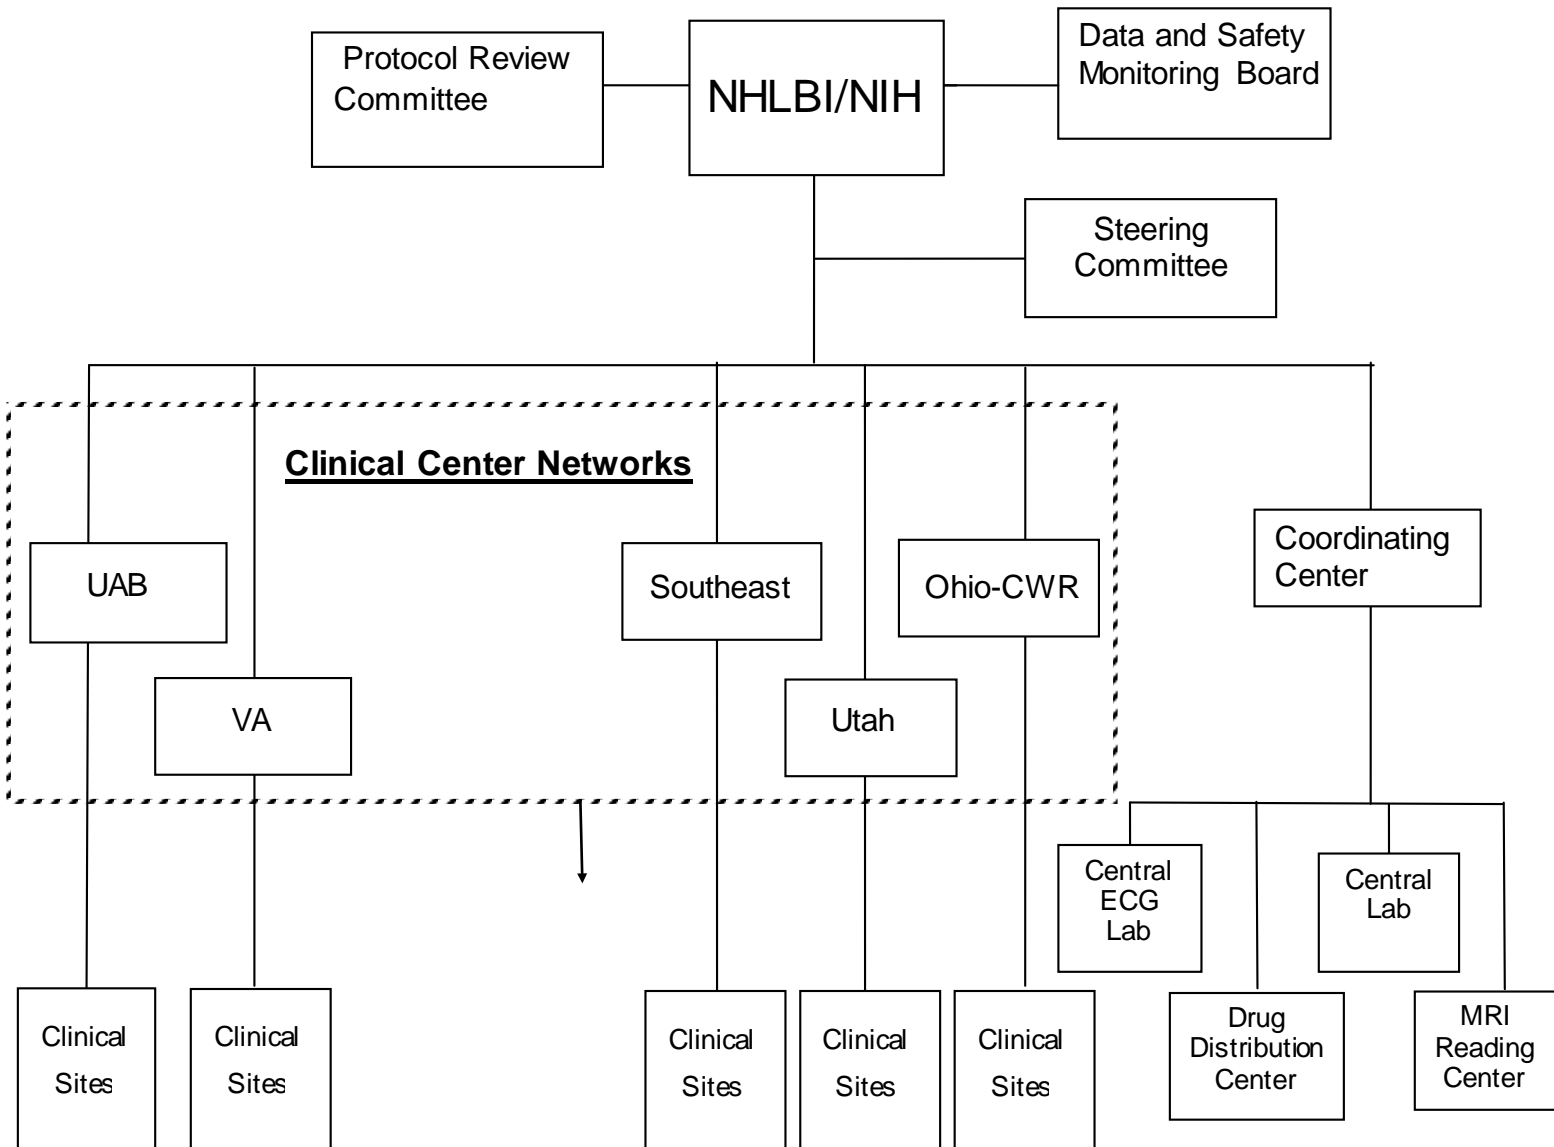 Protocol Review
Committee
NHLBI/NIH
Data and Safety
Monitoring Board
Steering
Committee
Clinical Center Networks
UAB
VA
Southeast
Utah
Ohio-CWR
Coordinating
Center
Central
ECG
Lab
Central
Lab
Drug
Distribution
Center
MRI
Reading
Center
Clinical
Sites
Clinical
Sites
Clinical
Sites
Clinical
Sites
Clinical
Sites